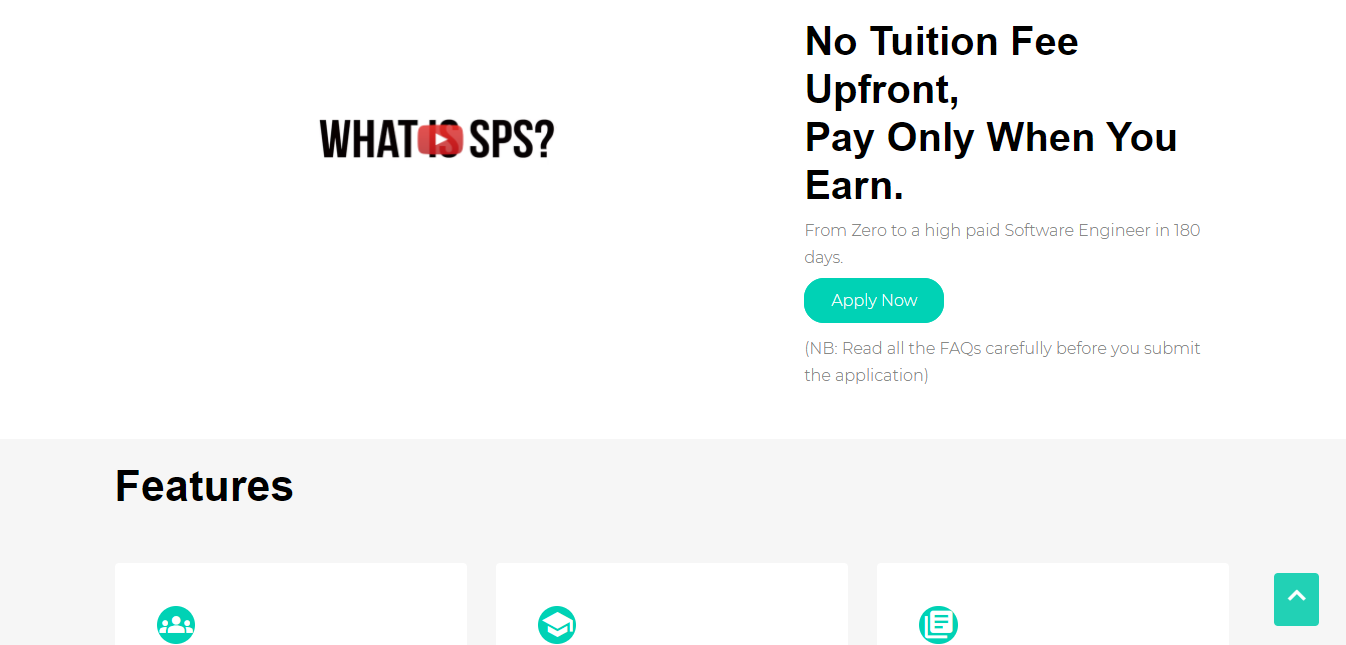 WHAT IS SPS?
No Tuition Fee
Upfront,
Pay Only When You
Earn.
From Zero to a high paid Software Engineer in 180
days.
Apply Now
(NB: Read all the FAQs carefully before you submit
the application)
Features